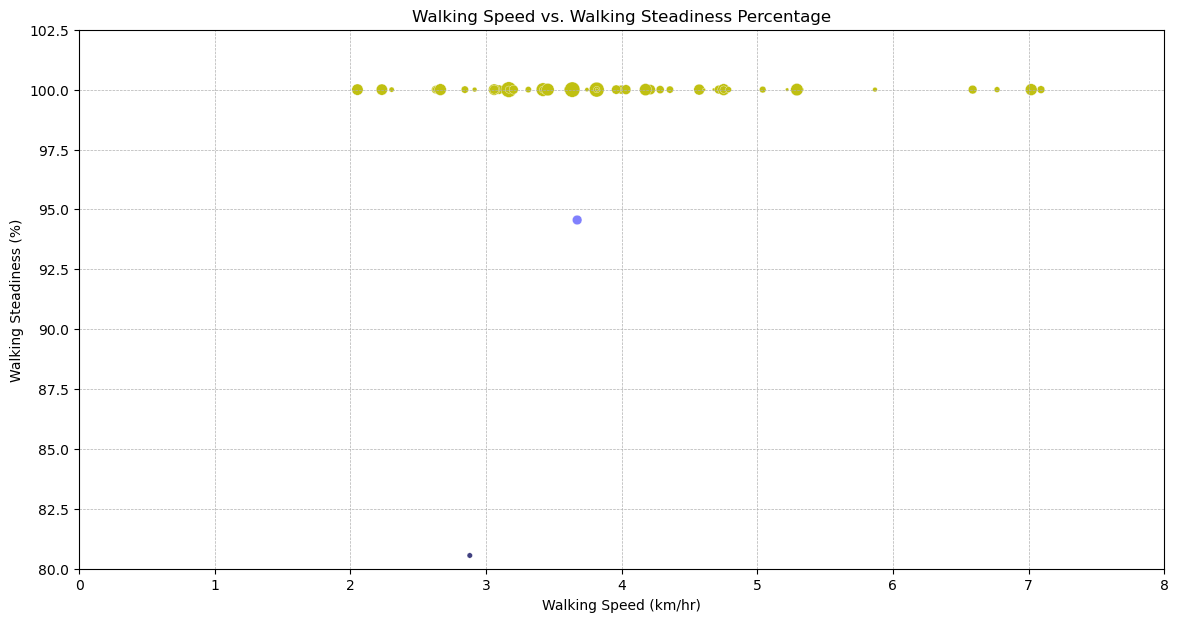 Walking Speed vs. Walking Steadiness Percentage
102.5
100.0
97.5
95.0
92.5
90.0
87.5
85.0
82.5
80.0
Walking Steadiness (%)
0 1 2 3 4 5 6 7 8
Walking Speed (km/hr)